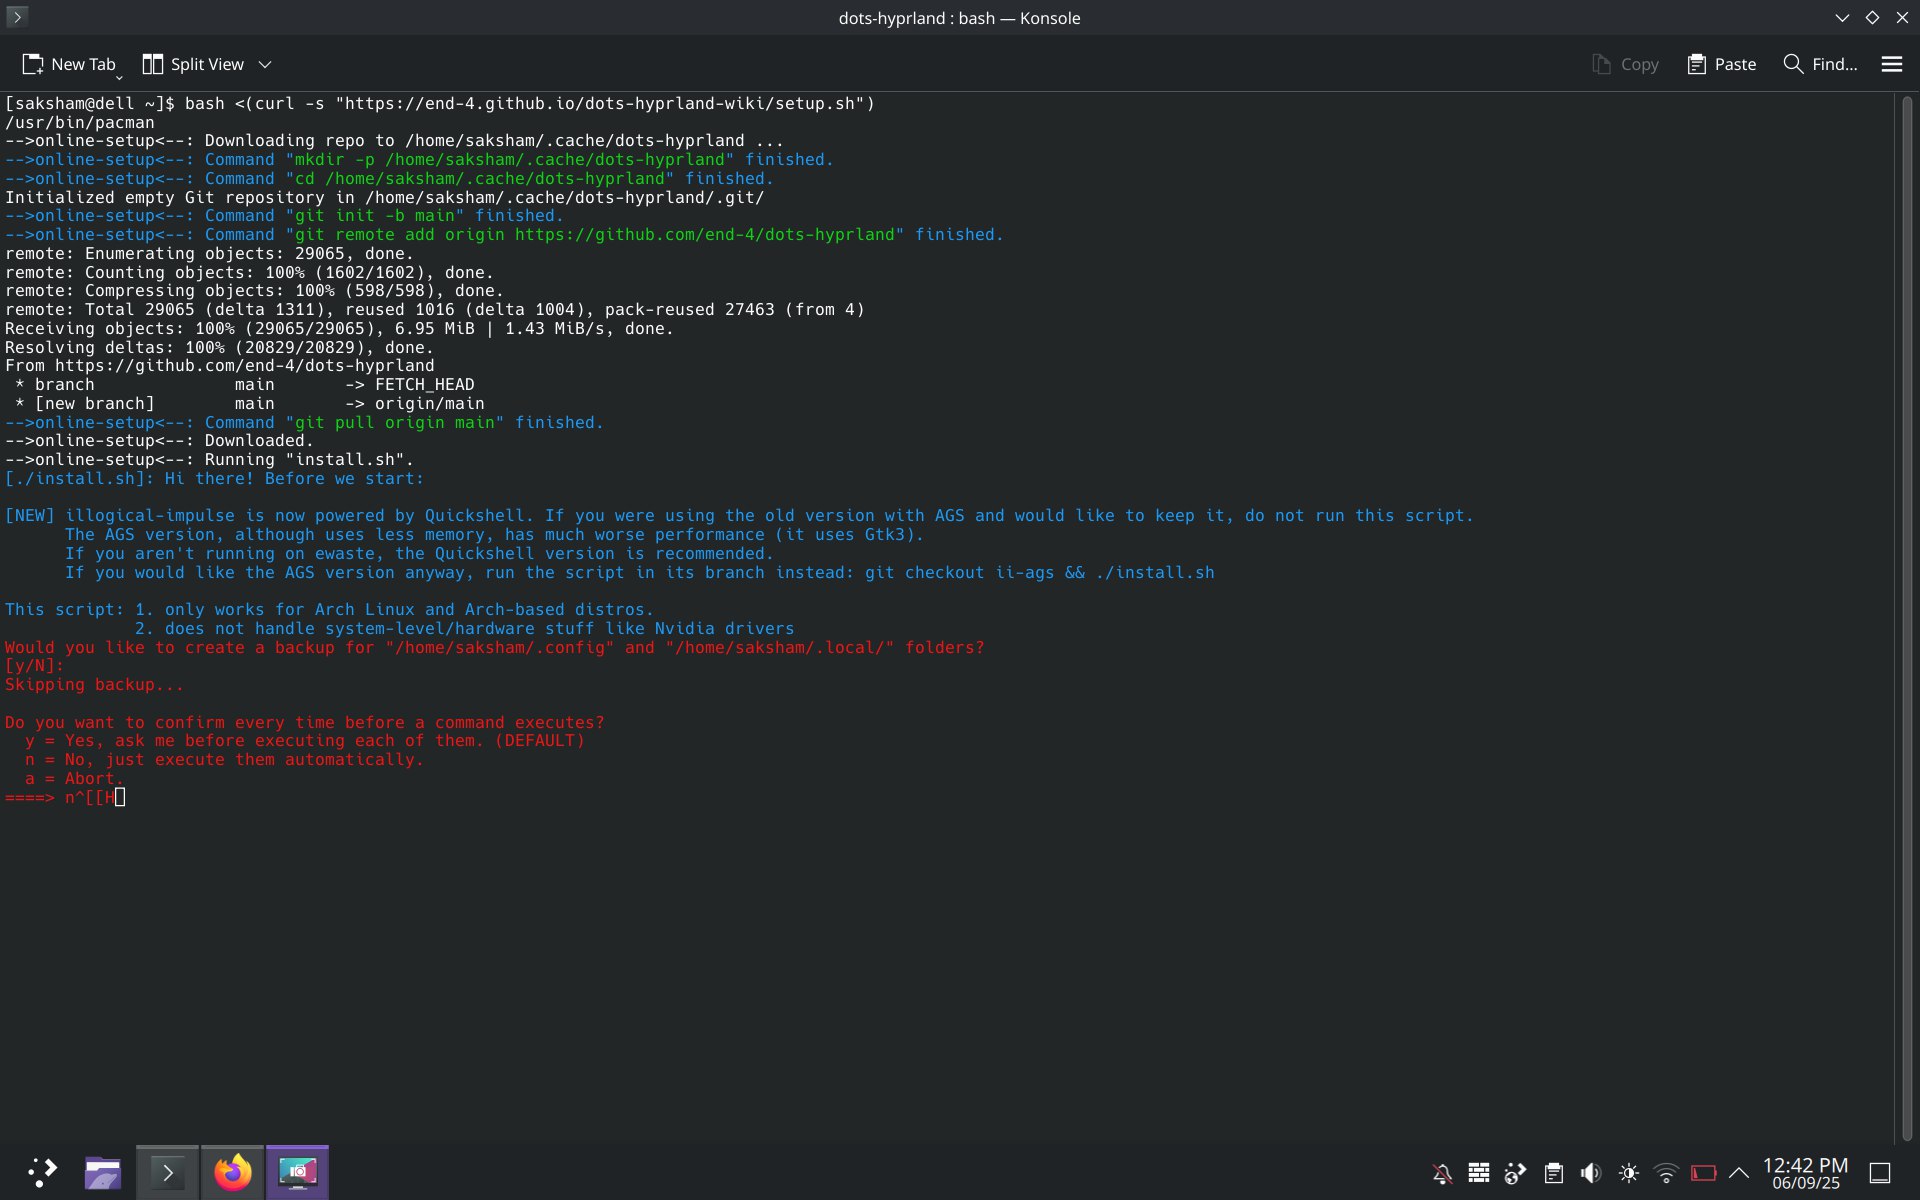 dots-hyprland : bash — Konsole
New Tab Split View Copy Paste Find...
[saksham@dell ~]$ bash <(curl -s "https://end-4.github.io/dots-hyprland-wiki/setup.sh")
/usr/bin/pacman
-->online-setup<--: Downloading repo to /home/saksham/.cache/dots-hyprland ...
-->online-setup<--: Command "mkdir -p /home/saksham/.cache/dots-hyprland" finished.
-->online-setup<--: Command "cd /home/saksham/.cache/dots-hyprland" finished.
Initialized empty Git repository in /home/saksham/.cache/dots-hyprland/.git/
-->online-setup<--: Command "git init -b main" finished.
-->online-setup<--: Command "git remote add origin https://github.com/end-4/dots-hyprland" finished.
remote: Enumerating objects: 29065, done.
remote: Counting objects: 100% (1602/1602), done.
remote: Compressing objects: 100% (598/598), done.
remote: Total 29065 (delta 1311), reused 1016 (delta 1004), pack-reused 27463 (from 4)
Receiving objects: 100% (29065/29065), 6.95 MiB | 1.43 MiB/s, done.
Resolving deltas: 100% (20829/20829), done.
From https://github.com/end-4/dots-hyprland
 * branch              main       -> FETCH_HEAD
 * [new branch]        main       -> origin/main
-->online-setup<--: Command "git pull origin main" finished.
-->online-setup<--: Downloaded.
-->online-setup<--: Running "install.sh".
[./install.sh]: Hi there! Before we start:
[NEW] illogical-impulse is now powered by Quickshell. If you were using the old version with AGS and would like to keep it, do not run this script.
      The AGS version, although uses less memory, has much worse performance (it uses Gtk3).
      If you aren't running on ewaste, the Quickshell version is recommended.
      If you would like the AGS version anyway, run the script in its branch instead: git checkout ii-ags && ./install.sh
This script: 1. only works for Arch Linux and Arch-based distros.
             2. does not handle system-level/hardware stuff like Nvidia drivers
Would you like to create a backup for "/home/saksham/.config" and "/home/saksham/.local/" folders?
[y/N]:
Skipping backup...
Do you want to confirm every time before a command executes?
  y = Yes, ask me before executing each of them. (DEFAULT)
  n = No, just execute them automatically.
  a = Abort.
====> n^[[H
12:42 PM
06/09/25